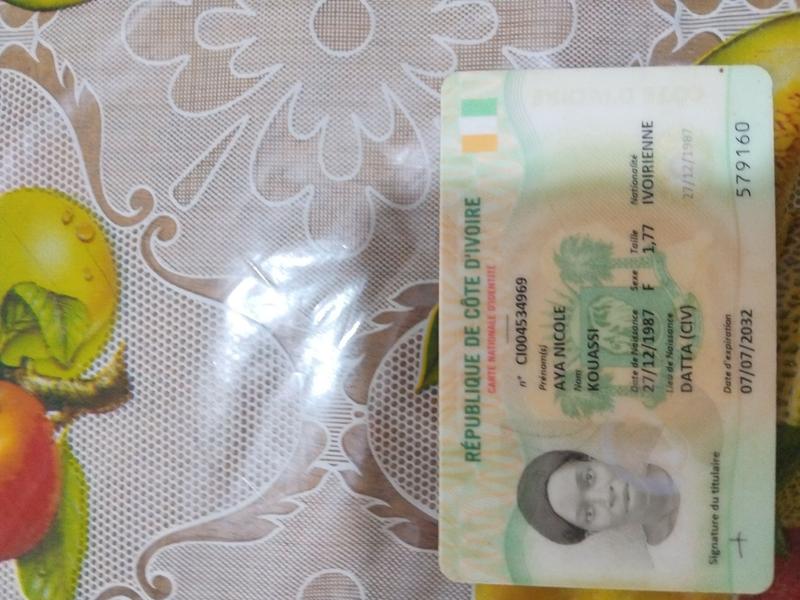 RÉPUBLIQUE DE CÔTE D'IVOIRE
CARTE NATIONALE D'IDENTITÉ
n° CI004534969
Prénom(s)
AYA NICOLE
Nom
KOUASSI
Date de Naissance Sexe Taille Nationalité
27/12/1987 F 1,77 IVOIRIENNE
Lieu de Naissance
DATTA (CIV)
27/12/1987
Signature du titulaire
Date d'expiration
07/07/2032
579160